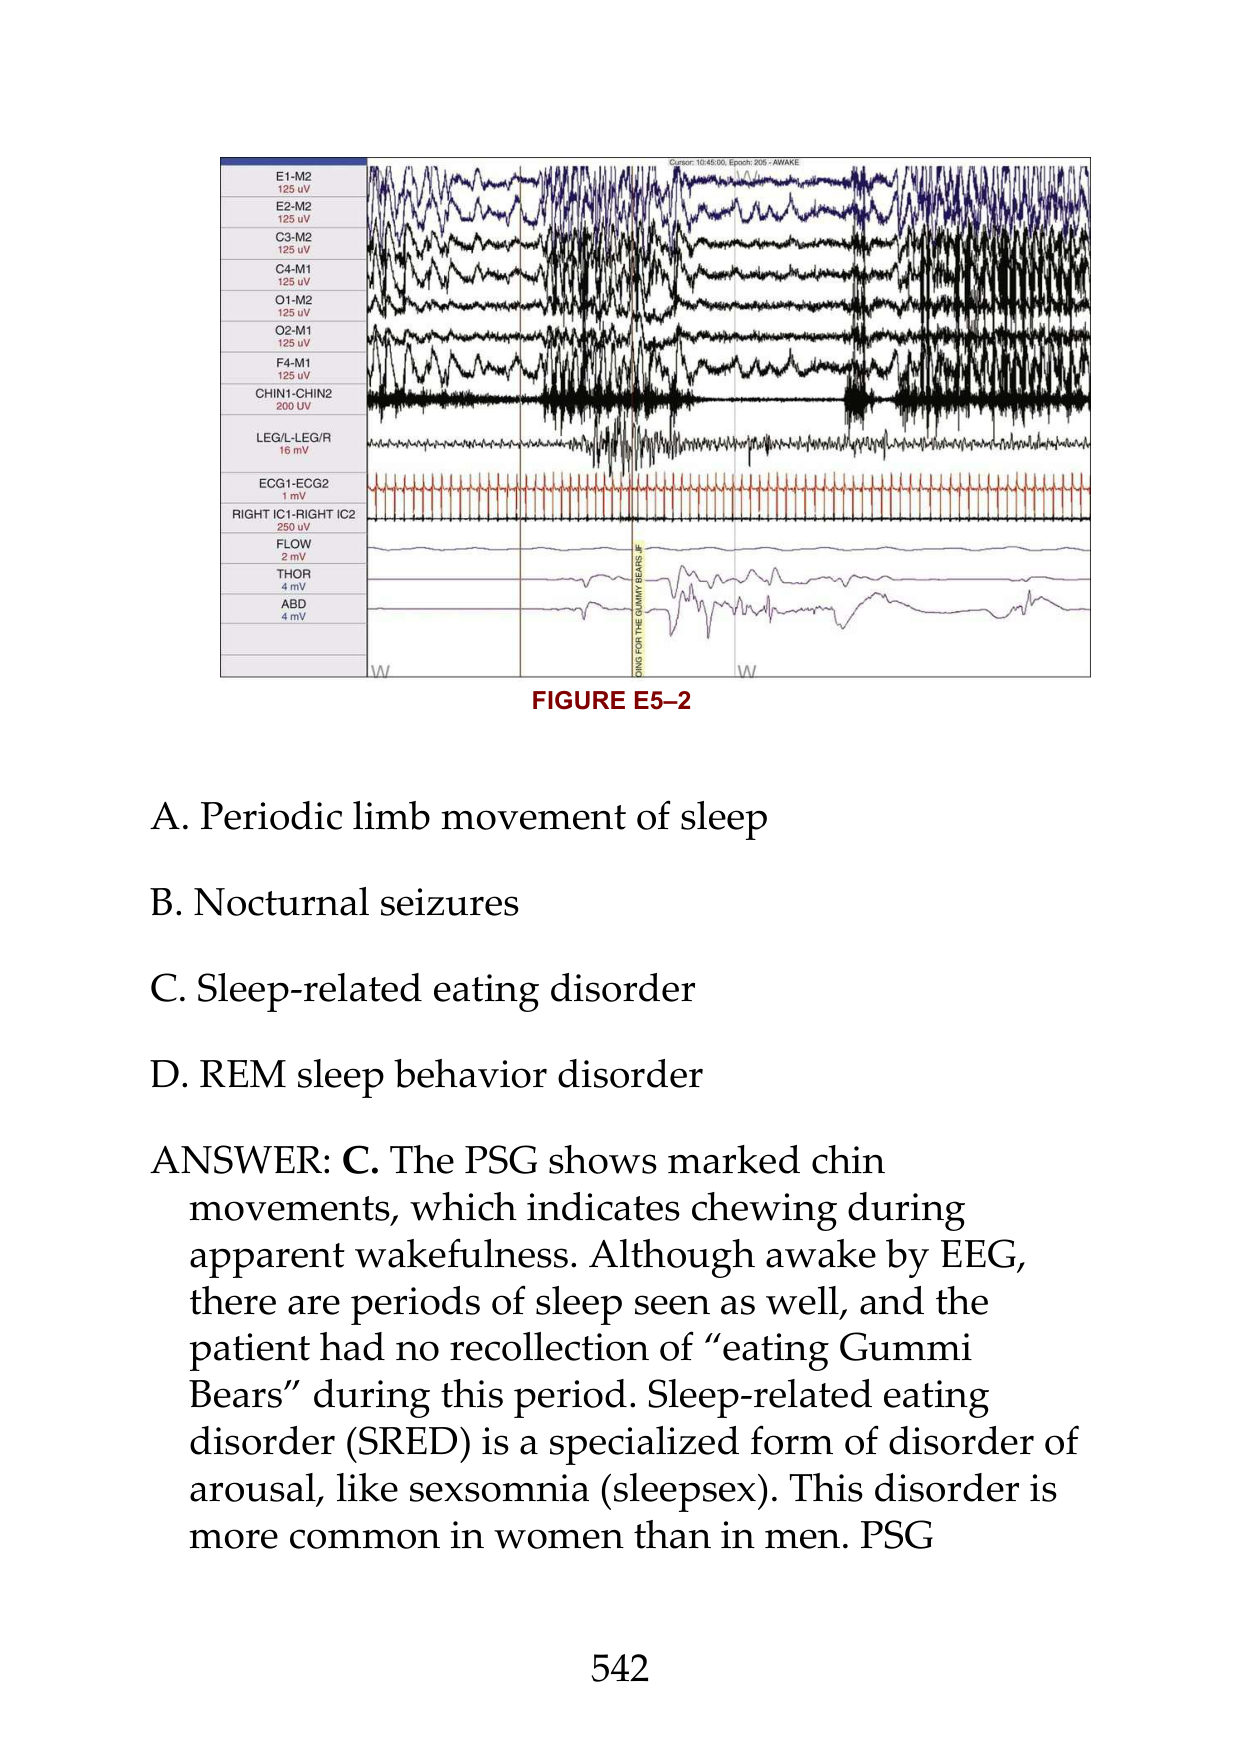 Cursor: 10:45:00, Epoch: 205 - AWAKE
E1-M2
125 uV
E2-M2
125 uV
C3-M2
125 uV
C4-M1
125 uV
O1-M2
125 uV
O2-M1
125 uV
F4-M1
125 uV
CHIN1-CHIN2
200 UV
LEG/L-LEG/R
16 mV
ECG1-ECG2
1 mV
RIGHT IC1-RIGHT IC2
250 uV
FLOW
2 mV
THOR
4 mV
ABD
4 mV
OING FOR THE GUMMY BEARS JF
W
W
W
FIGURE E5–2
A. Periodic limb movement of sleep
B. Nocturnal seizures
C. Sleep-related eating disorder
D. REM sleep behavior disorder
ANSWER: C. The PSG shows marked chin
movements, which indicates chewing during
apparent wakefulness. Although awake by EEG,
there are periods of sleep seen as well, and the
patient had no recollection of “eating Gummi
Bears” during this period. Sleep-related eating
disorder (SRED) is a specialized form of disorder of
arousal, like sexsomnia (sleepsex). This disorder is
more common in women than in men. PSG
542